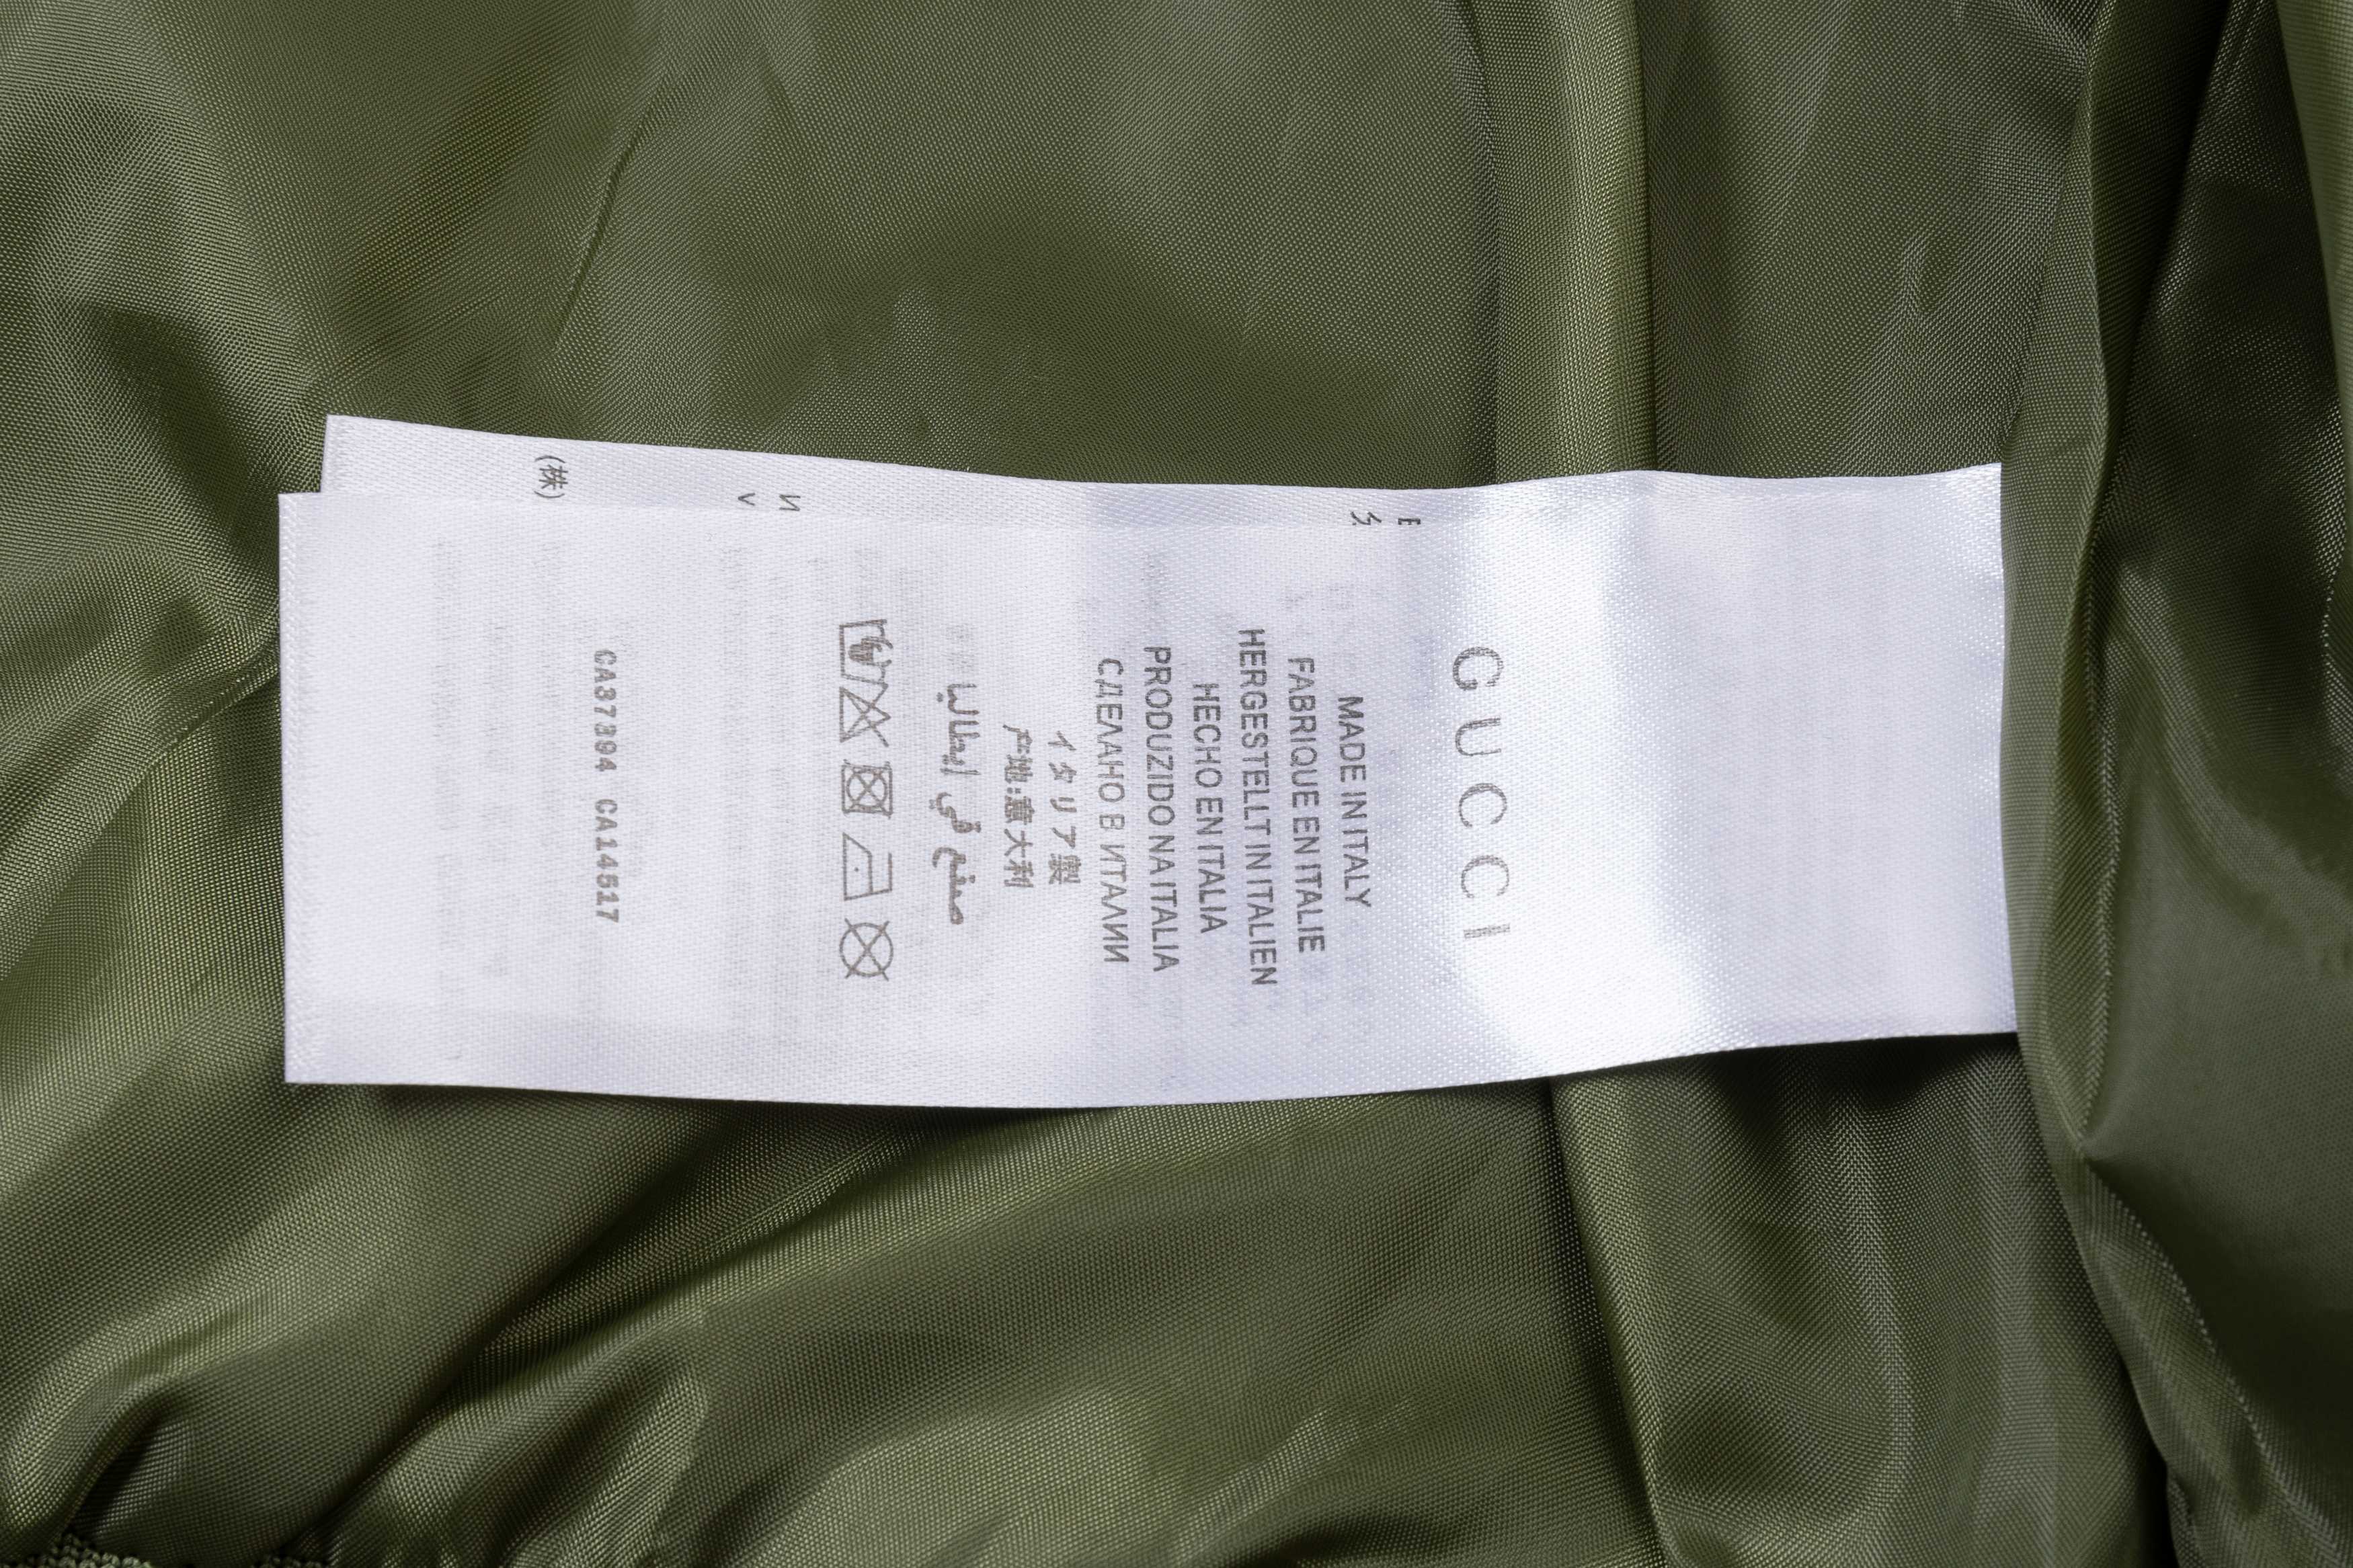 GUCCI
MADE IN ITALY
FABRIQUE EN ITALIE
HERGESTELLT IN ITALIEN
HECHO EN ITALIA
PRODUZIDO NA ITALIA
СДЕЛАНО В ИТАЛИИ
イタリア製
产地:意大利
صنع في إيطاليا
CA37394 CA14517
(株)